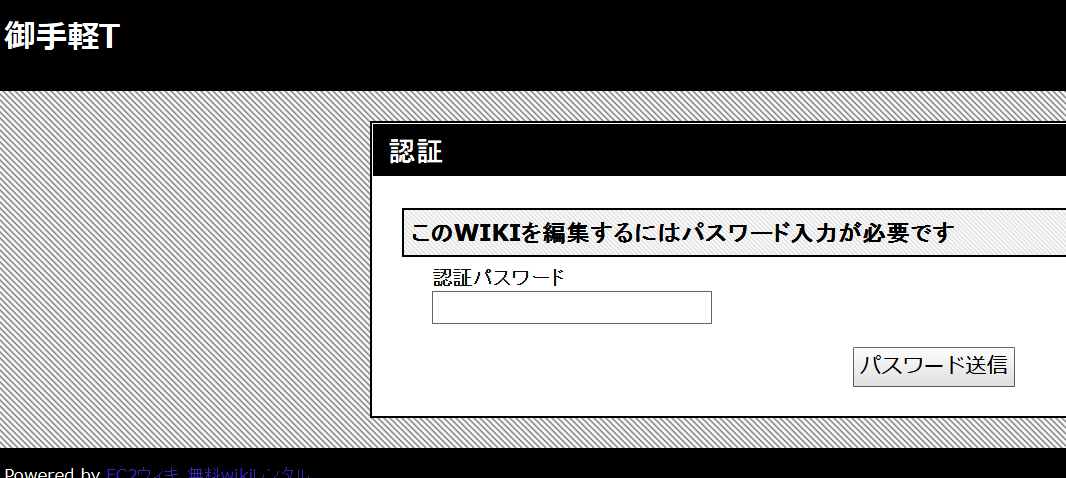 御手軽T
認証
このWIKIを編集するにはパスワード入力が必要です
認証パスワード
パスワード送信
Powered by FC2ウィキ 無料wikiレンタル